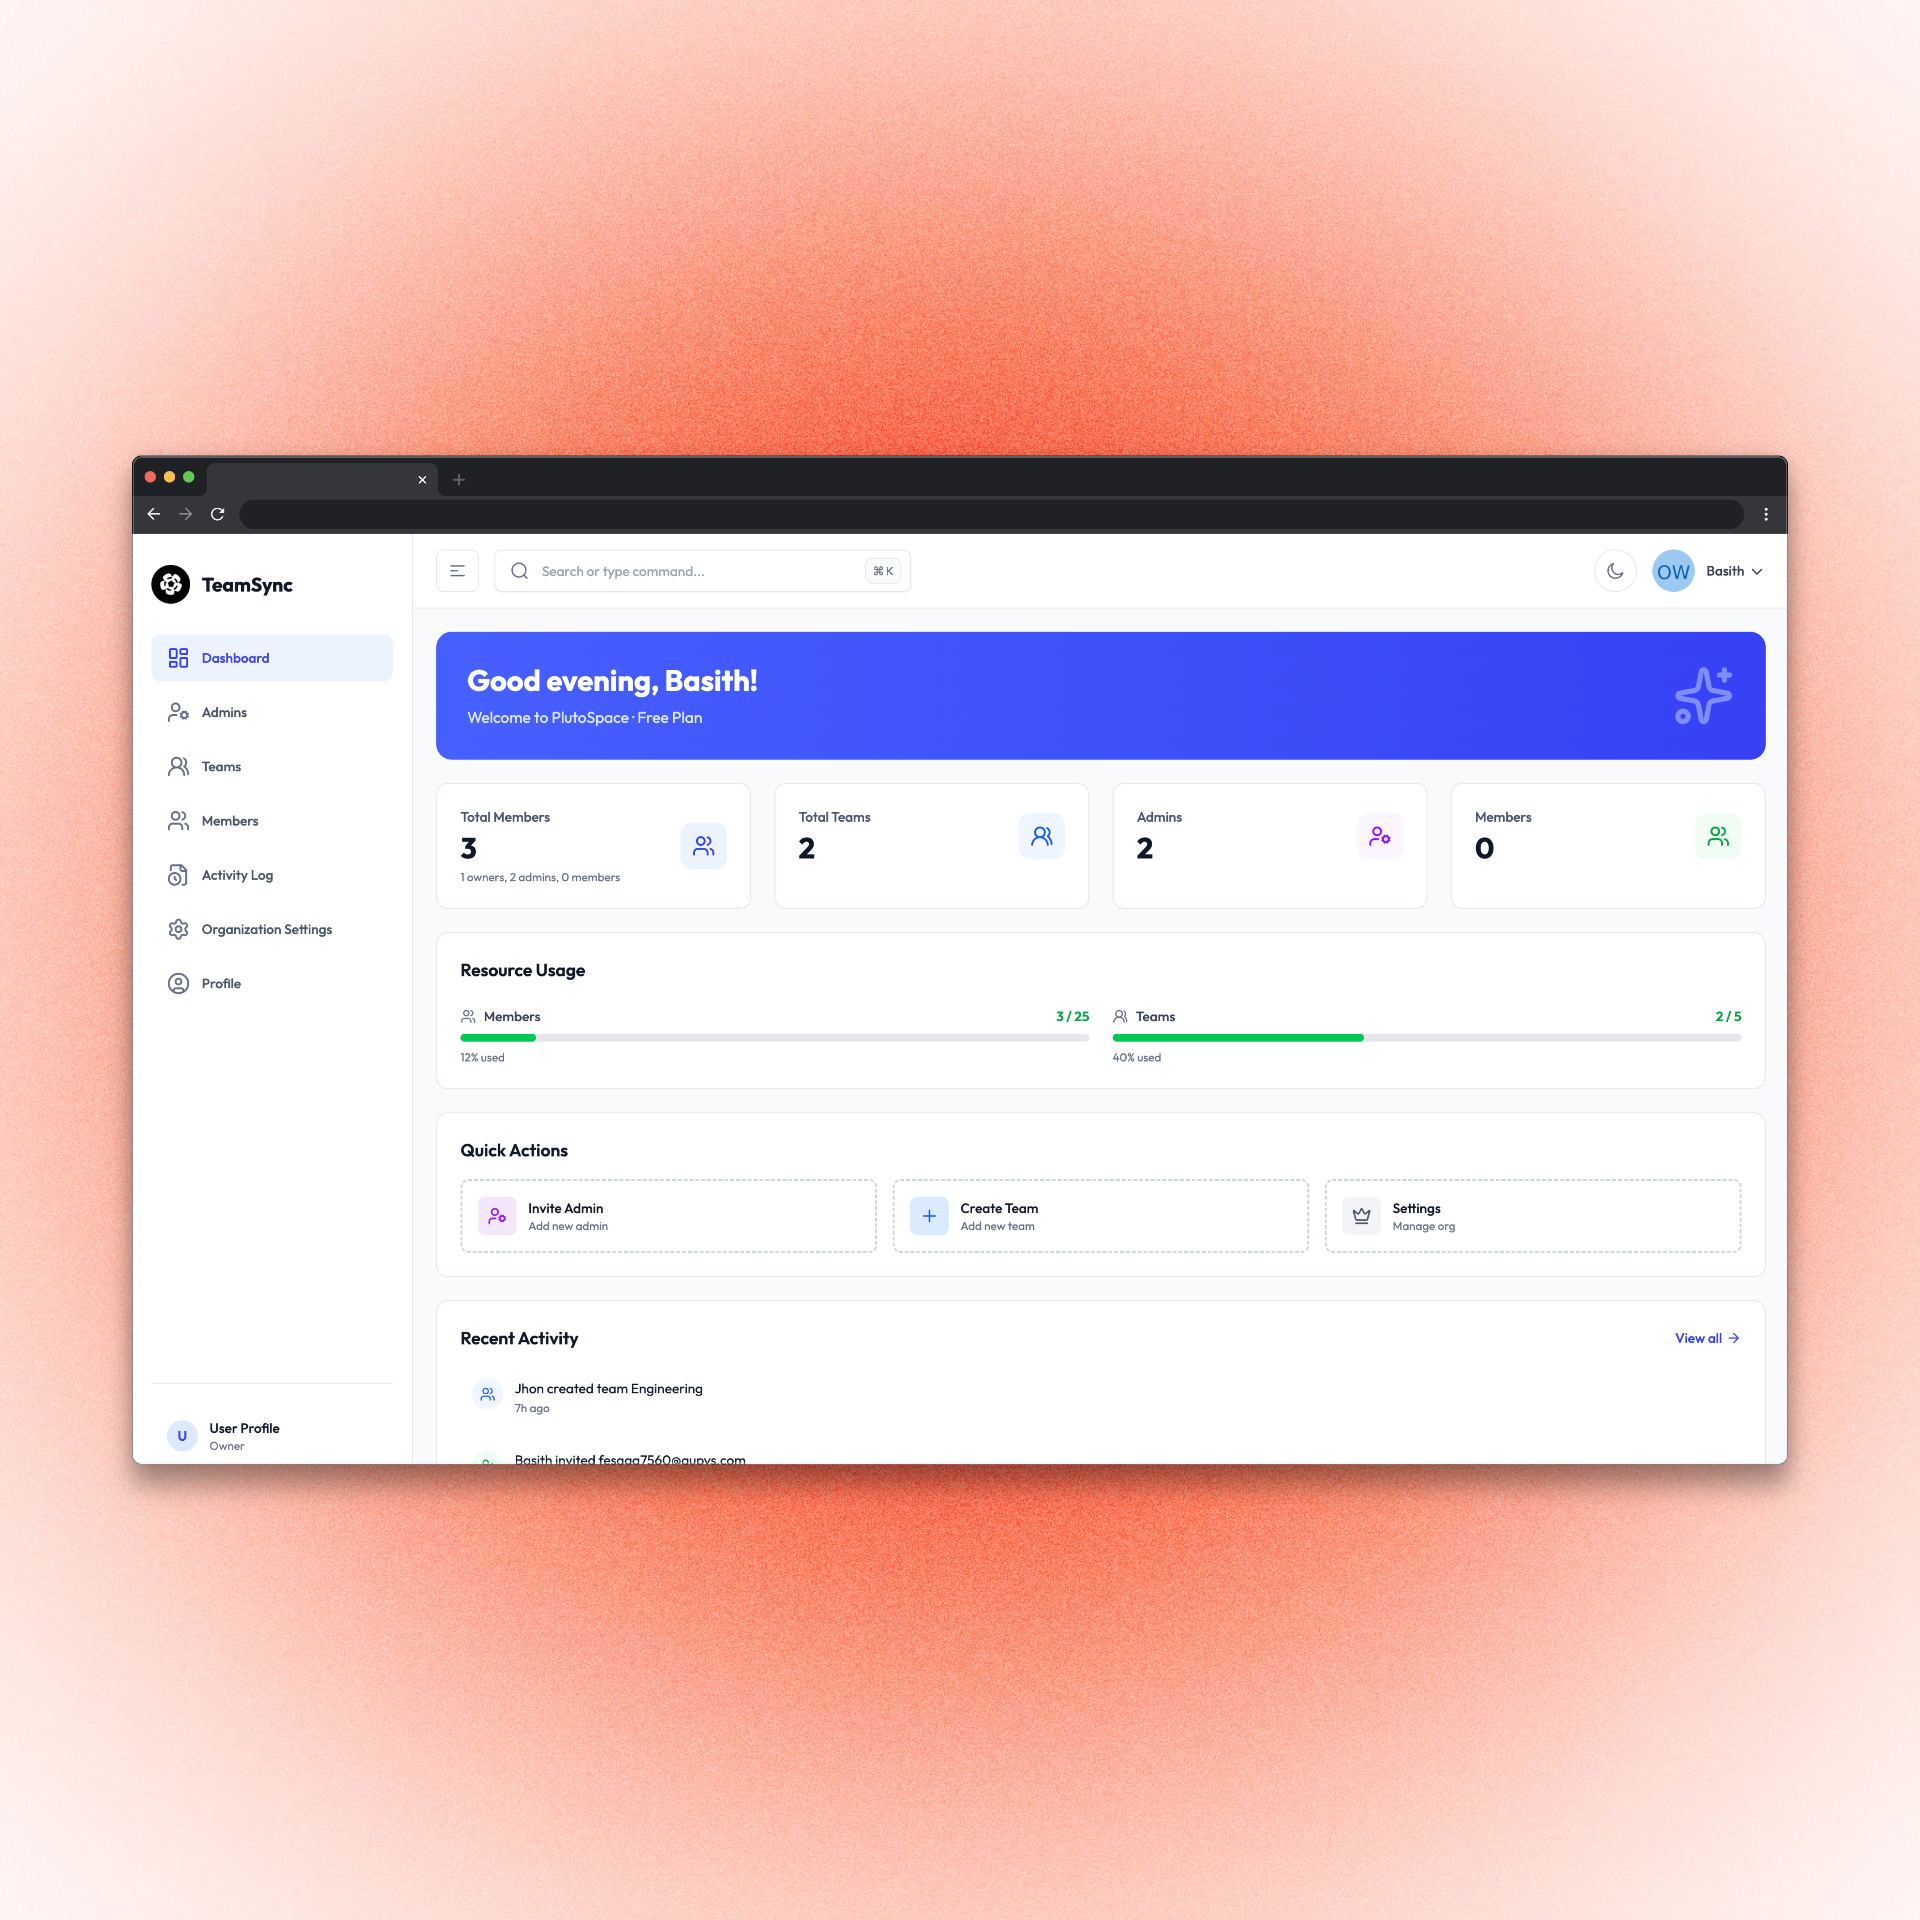 TeamSync
Search or type command...
⌘ K
OW
Basith
Dashboard
Admins
Teams
Members
Activity Log
Organization Settings
Profile
User Profile
U
Owner
Good evening, Basith!
Welcome to PlutoSpace · Free Plan
Total Members
3
1 owners, 2 admins, 0 members
Total Teams
2
Admins
2
Members
0
Resource Usage
Members
3 / 25
12% used
Teams
2 / 5
40% used
Quick Actions
Invite Admin
Add new admin
Create Team
Add new team
Settings
Manage org
Recent Activity
View all
Jhon created team Engineering
7h ago
Basith invited